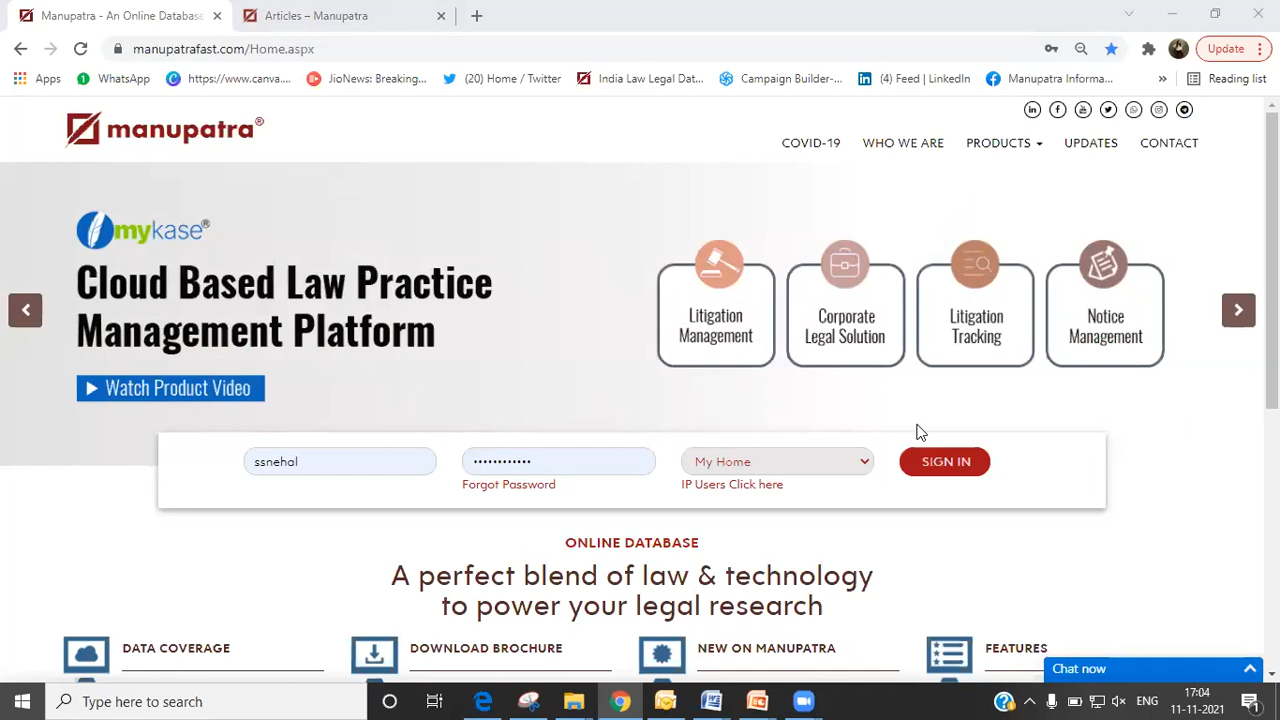 Manupatra - An Online Database
Articles – Manupatra
manupatrafast.com/Home.aspx
Update
Apps
WhatsApp
https://www.canva....
JioNews: Breaking...
(20) Home / Twitter
India Law Legal Dat...
Campaign Builder-...
(4) Feed | LinkedIn
Manupatra Informa...
»
Reading list
manupatra®
COVID-19
WHO WE ARE
PRODUCTS
UPDATES
CONTACT
mykase®
Cloud Based Law Practice
Management Platform
Watch Product Video
Litigation
Management
Corporate
Legal Solution
Litigation
Tracking
Notice
Management
ssnehal
••••••••••••
My Home
SIGN IN
Forgot Password
IP Users Click here
ONLINE DATABASE
A perfect blend of law & technology
to power your legal research
DATA COVERAGE
DOWNLOAD BROCHURE
NEW ON MANUPATRA
FEATURES
Chat now
Type here to search
ENG
17:04
11-11-2021